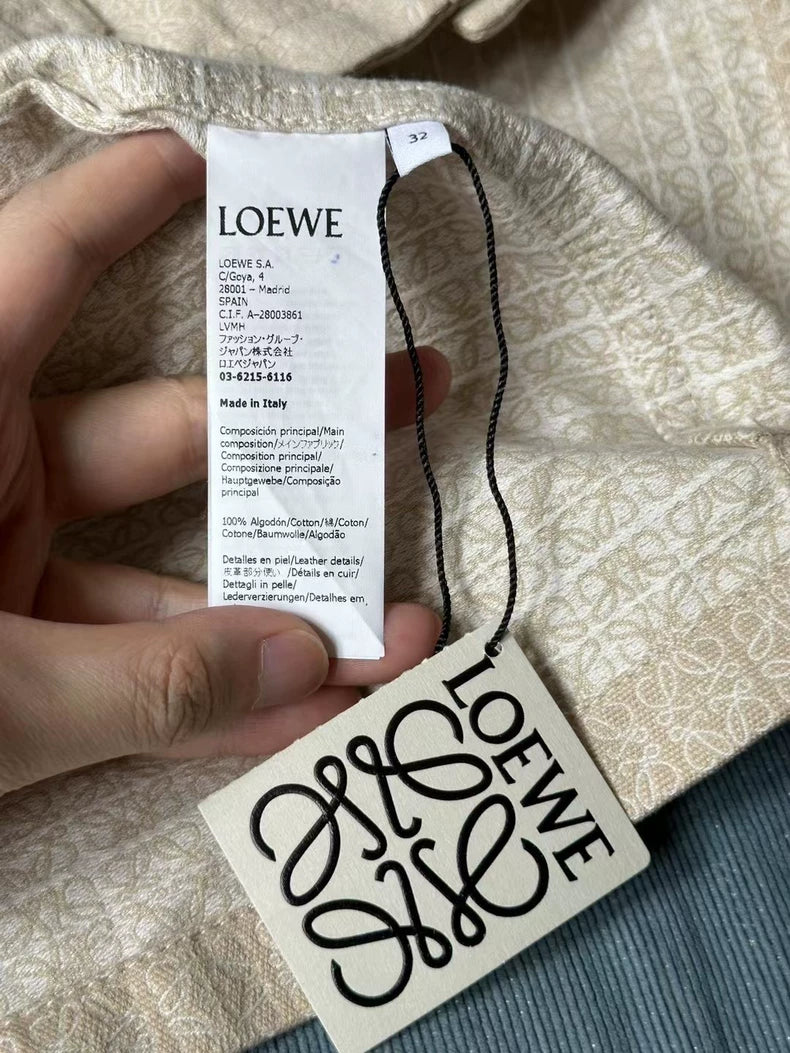 32
LOEWE
LOEWE S.A.
C/Goya, 4
28001 – Madrid
SPAIN
C.I.F. A-28003861
LVMH
ファッション・グループ・
ジャパン株式会社
ロエベジャパン
03-6215-6116
Made in Italy
Composición principal/Main
composition/メインファブリック/
Composition principal/
Composizione principale/
Hauptgewebe/Composição
principal
100% Algodón/Cotton/綿/Coton/
Cotone/Baumwolle/Algodão
Detalles en piel/Leather details/
皮革部分使い /Détails en cuir/
Dettagli in pelle/
Lederverzierungen/Detalhes em
LOEWE